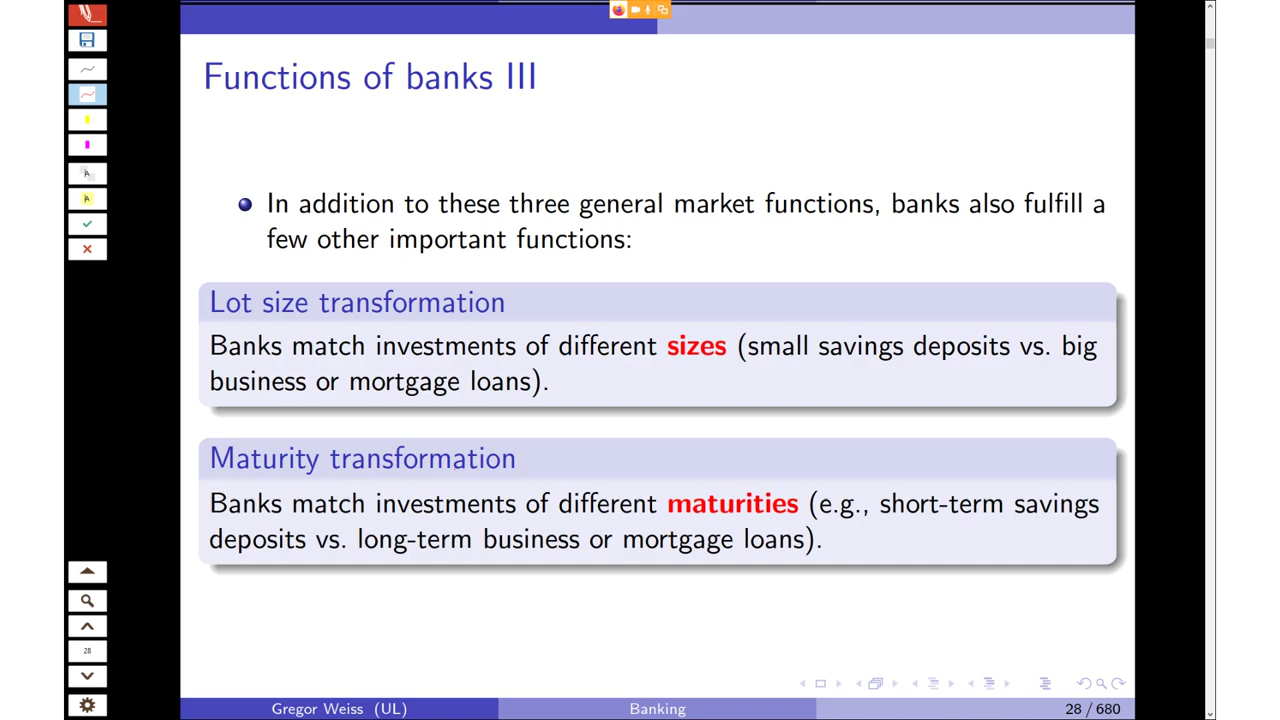 Functions of banks III
In addition to these three general market functions, banks also fulfill a
few other important functions:
Lot size transformation
Banks match investments of different sizes (small savings deposits vs. big
business or mortgage loans).
Maturity transformation
Banks match investments of different maturities (e.g., short-term savings
deposits vs. long-term business or mortgage loans).
28
Gregor Weiss (UL) Banking 28 / 680